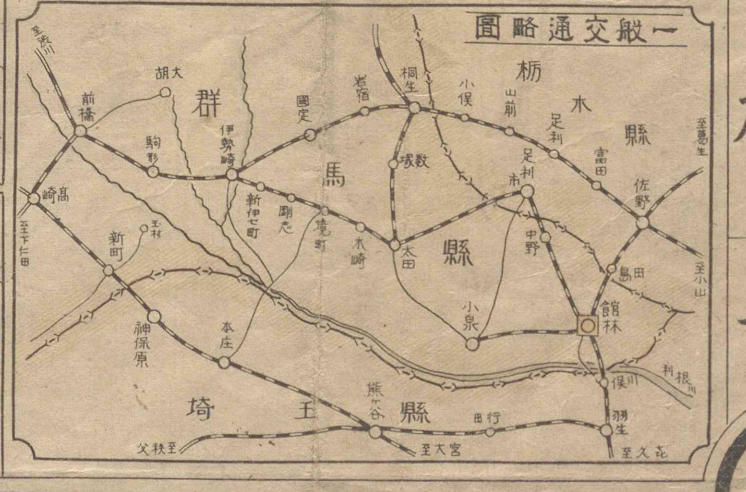 一般交通略圖
栃木縣
群馬縣
埼玉縣
至渋川
前橋
大胡
駒形
伊勢崎
國定
岩宿
桐生
小俣
山前
足利
富田
佐野
至葛生
至小山
高崎
至下仁田
新町
玉村
新伊勢町
剛志
境町
木崎
太田
藪塚
足利市
中野
小泉
館林
田島
川俣
利根川
羽生
至久喜
行田
熊ヶ谷
至大宮
至秩父
本庄
神保原